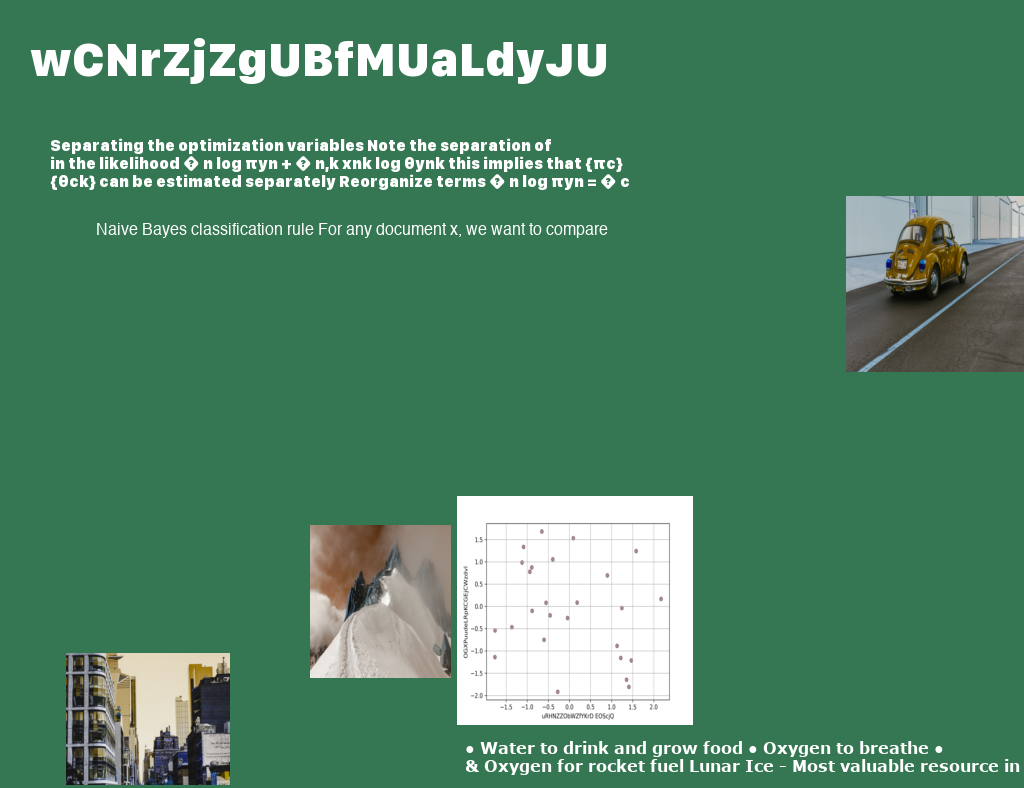 wCNrZjZgUBfMUaLdyJU
Separating the optimization variables Note the separation of
in the likelihood � n log πyn + � n,k xnk log θynk this implies that {πc}
{θck} can be estimated separately Reorganize terms � n log πyn = � c
Naive Bayes classification rule For any document x, we want to compare
1.5
1.0
0.5
0.0
−0.5
−1.0
−1.5
−2.0
−1.5 −1.0 −0.5 0.0 0.5 1.0 1.5 2.0
● Water to drink and grow food ● Oxygen to breathe ●
& Oxygen for rocket fuel Lunar Ice - Most valuable resource in